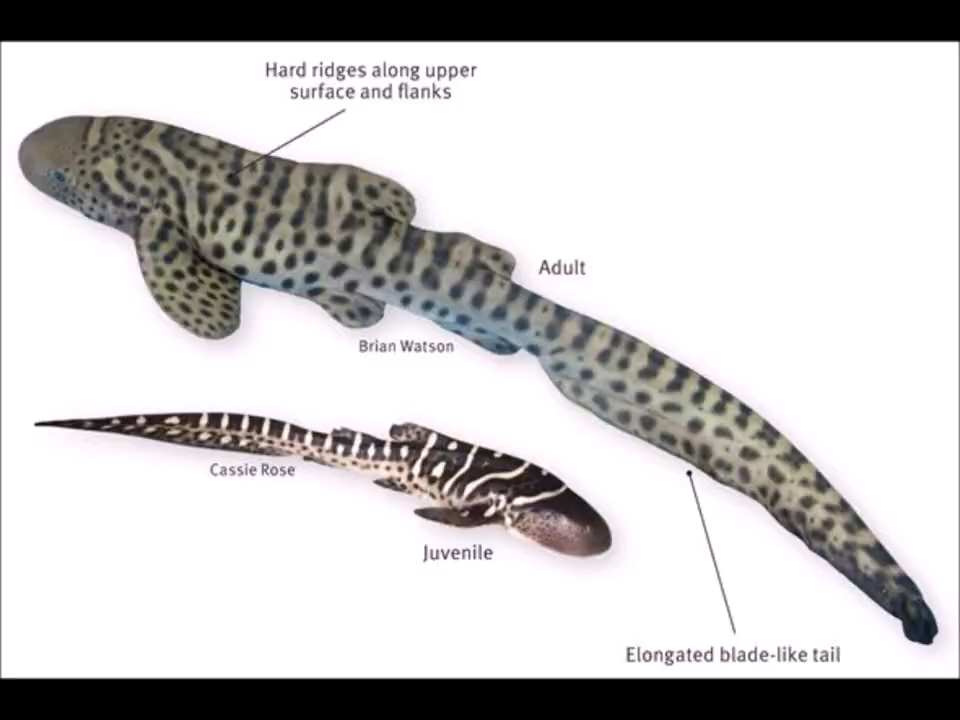 Hard ridges along upper
surface and flanks
Adult
Brian Watson
Cassie Rose
Juvenile
Elongated blade-like tail